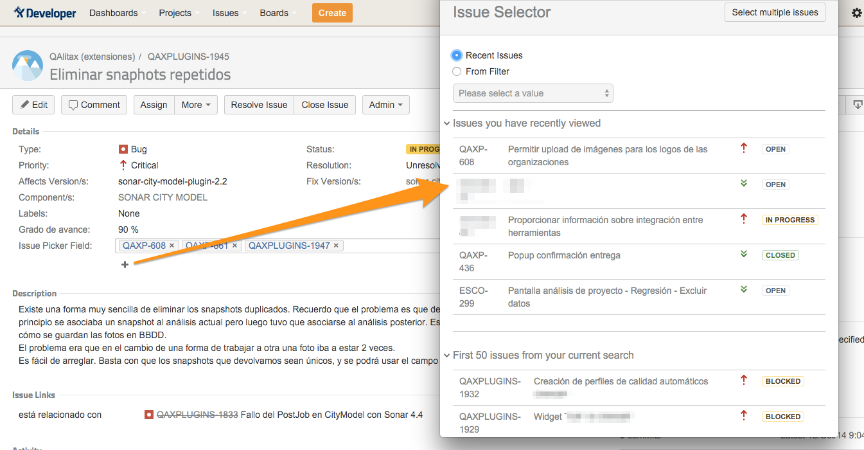 Developer Dashboards Projects Issues Boards Create
QAlitax (extensiones) / QAXPLUGINS-1945
Eliminar snaphots repetidos
Edit Comment Assign More Resolve Issue Close Issue Admin
Details
Type: Bug
Priority: Critical
Affects Version/s: sonar-city-model-plugin-2.2
Component/s: SONAR CITY MODEL
Labels: None
Grado de avance: 90 %
Issue Picker Field: QAXP-608 × QAXP-661 × QAXPLUGINS-1947 ×
+
Status: IN PROG
Resolution: Unresolv
Fix Version/s:
Description
Existe una forma muy sencilla de eliminar los snapshots duplicados. Recuerdo que el problema es que de
principio se asociaba un snapshot al análisis actual pero luego tuvo que asociarse al análisis posterior. Es
cómo se guardan las fotos en BBDD.
El problema era que en el cambio de una forma de trabajar a otra una foto iba a estar 2 veces.
Es fácil de arreglar. Basta con que los snapshots que devolvamos sean únicos, y se podrá usar el campo
Issue Links
está relacionado con QAXPLUGINS-1833 Fallo del PostJob en CityModel con Sonar 4.4
Issue Selector
Select multiple issues
Recent Issues
From Filter
Please select a value
Issues you have recently viewed
QAXP-
608
Permitir upload de imágenes para los logos de las
organizaciones
OPEN
OPEN
Proporcionar información sobre integración entre
herramientas
IN PROGRESS
QAXP-
436
Popup confirmación entrega
CLOSED
ESCO-
299
Pantalla análisis de proyecto - Regresión - Excluir
datos
OPEN
First 50 issues from your current search
QAXPLUGINS-
1932
Creación de perfiles de calidad automáticos
BLOCKED
QAXPLUGINS-
1929
Widget
BLOCKED
ecified